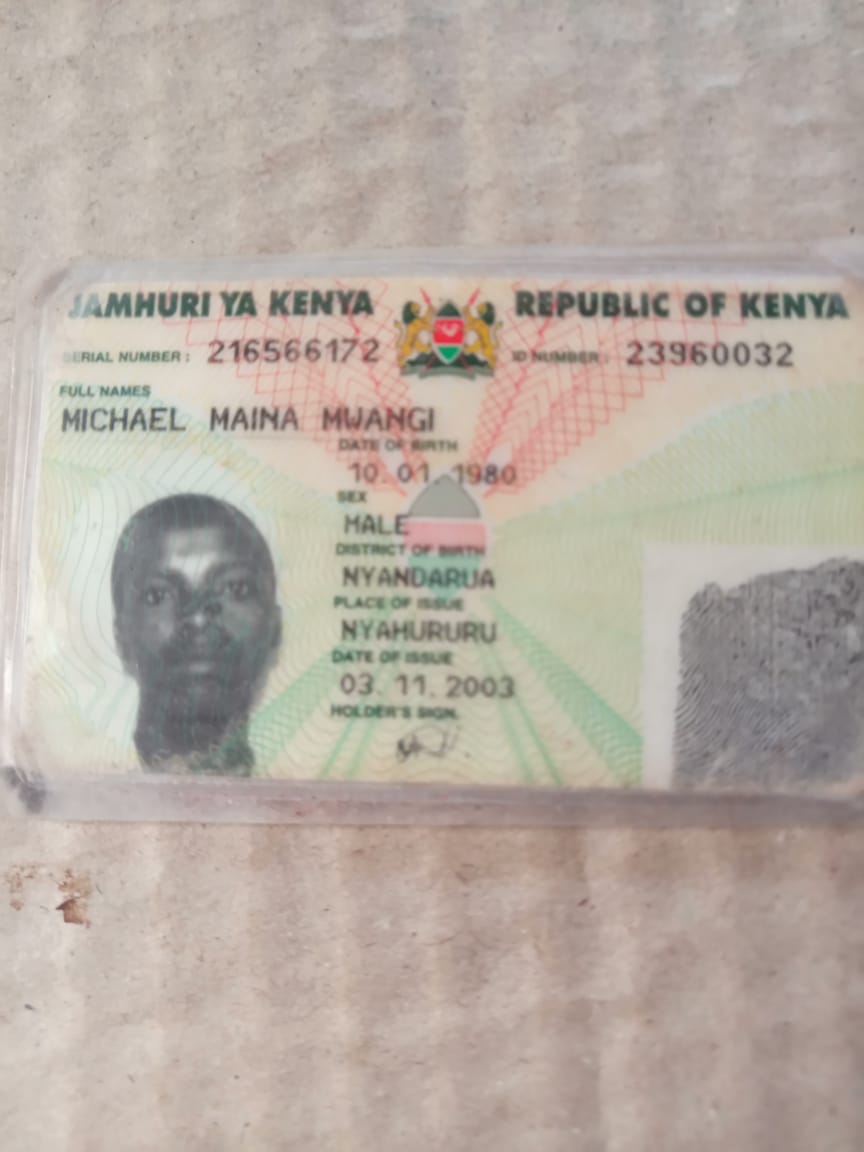 JAMHURI YA KENYA REPUBLIC OF KENYA
SERIAL NUMBER: 216566172 ID NUMBER: 23960032
FULL NAMES
MICHAEL MAINA MWANGI
DATE OF BIRTH
10. 01. 1980
SEX
MALE
DISTRICT OF BIRTH
NYANDARUA
PLACE OF ISSUE
NYAHURURU
DATE OF ISSUE
03. 11. 2003
HOLDER'S SIGN.